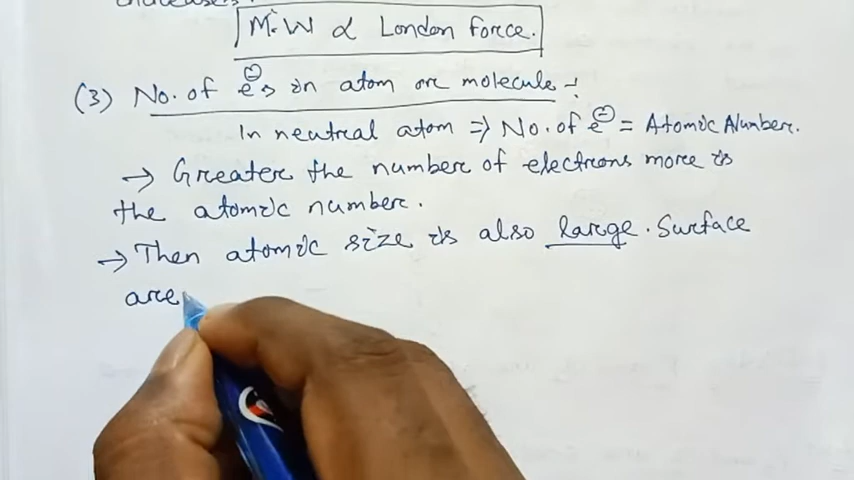 M.W ∝ London force.
(3) No. of e⊖s in atom or molecule:-
In neutral atom ⇒ No. of e⊖ = Atomic Number.
→ Greater the number of electrons more is
the atomic number.
→ Then atomic size is also large. Surface
are